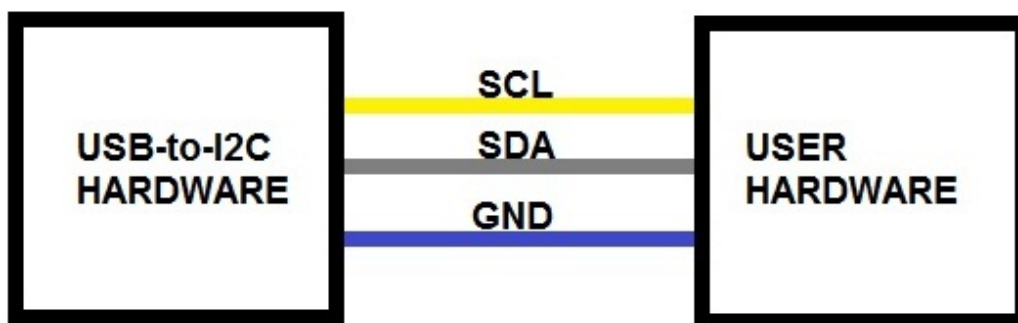 USB-to-I2C
HARDWARE
SCL
SDA
GND
USER
HARDWARE